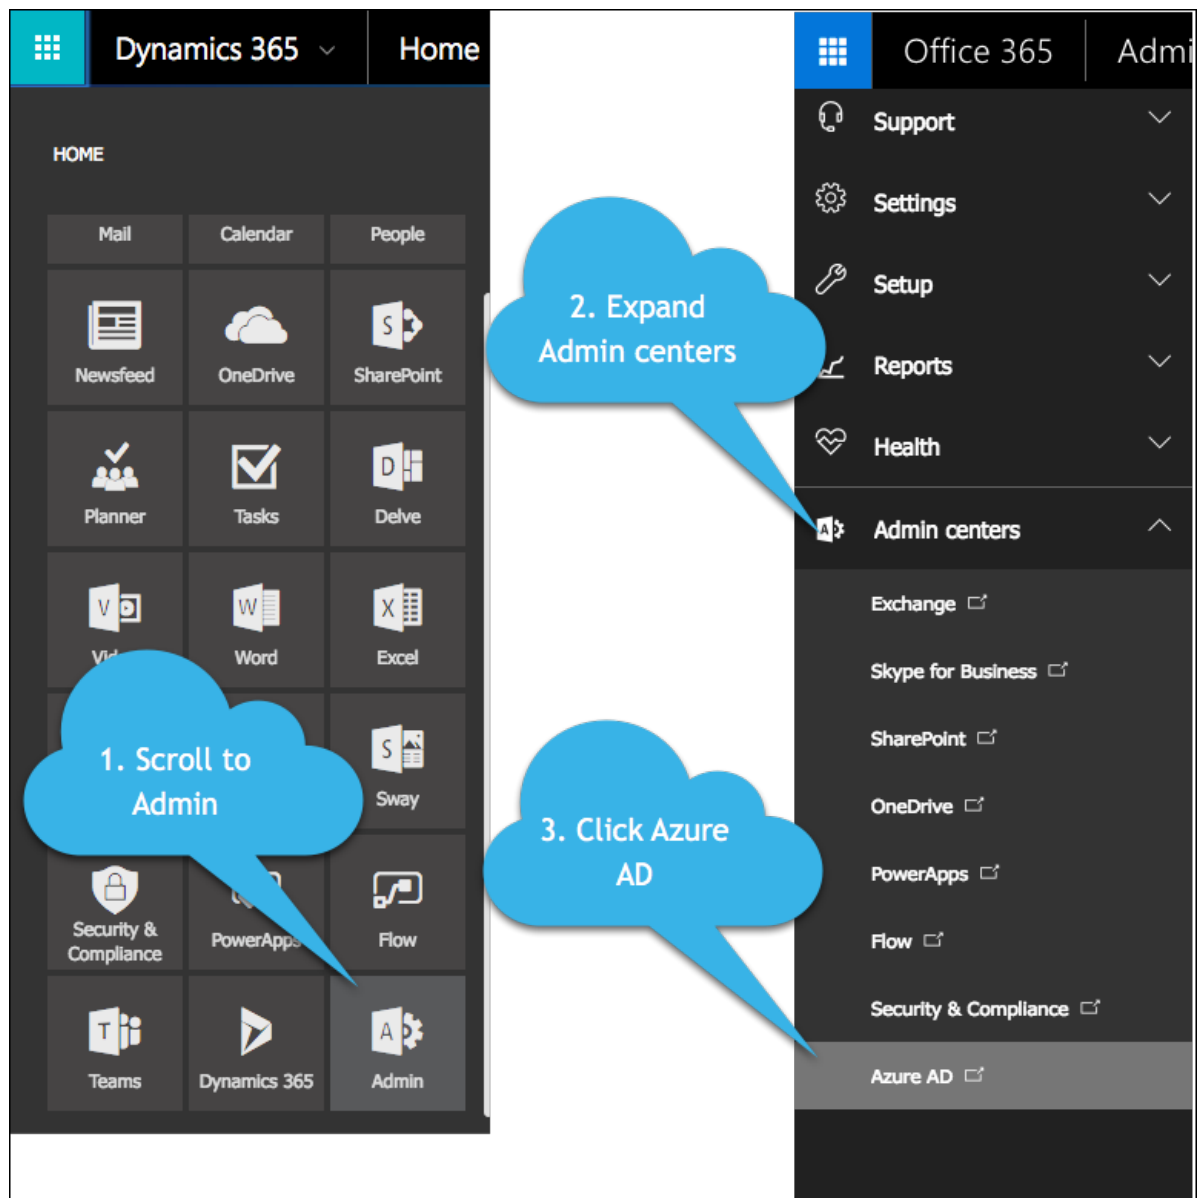 Dynamics 365
Home
HOME
Mail
Calendar
People
Newsfeed
OneDrive
SharePoint
Planner
Tasks
Delve
Word
Excel
1. Scroll to
Admin
Sway
Security &
Compliance
PowerApps
Flow
Teams
Dynamics 365
Admin
2. Expand
Admin centers
3. Click Azure
AD
Office 365
Admi
Support
Settings
Setup
Reports
Health
Admin centers
Exchange
Skype for Business
SharePoint
OneDrive
PowerApps
Flow
Security & Compliance
Azure AD